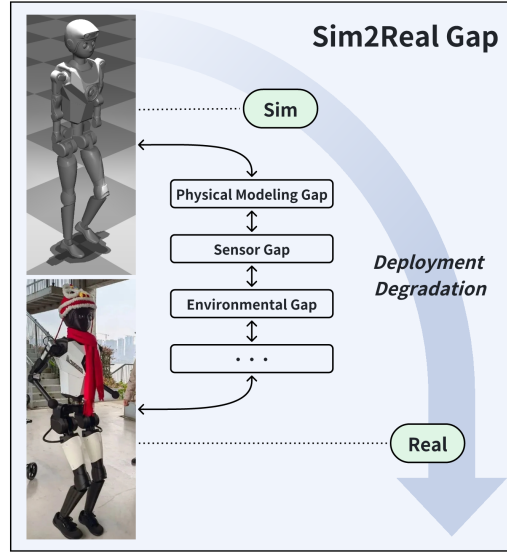 Sim2Real Gap
Sim
Physical Modeling Gap
Sensor Gap
Environmental Gap
. . .
Deployment
Degradation
Real